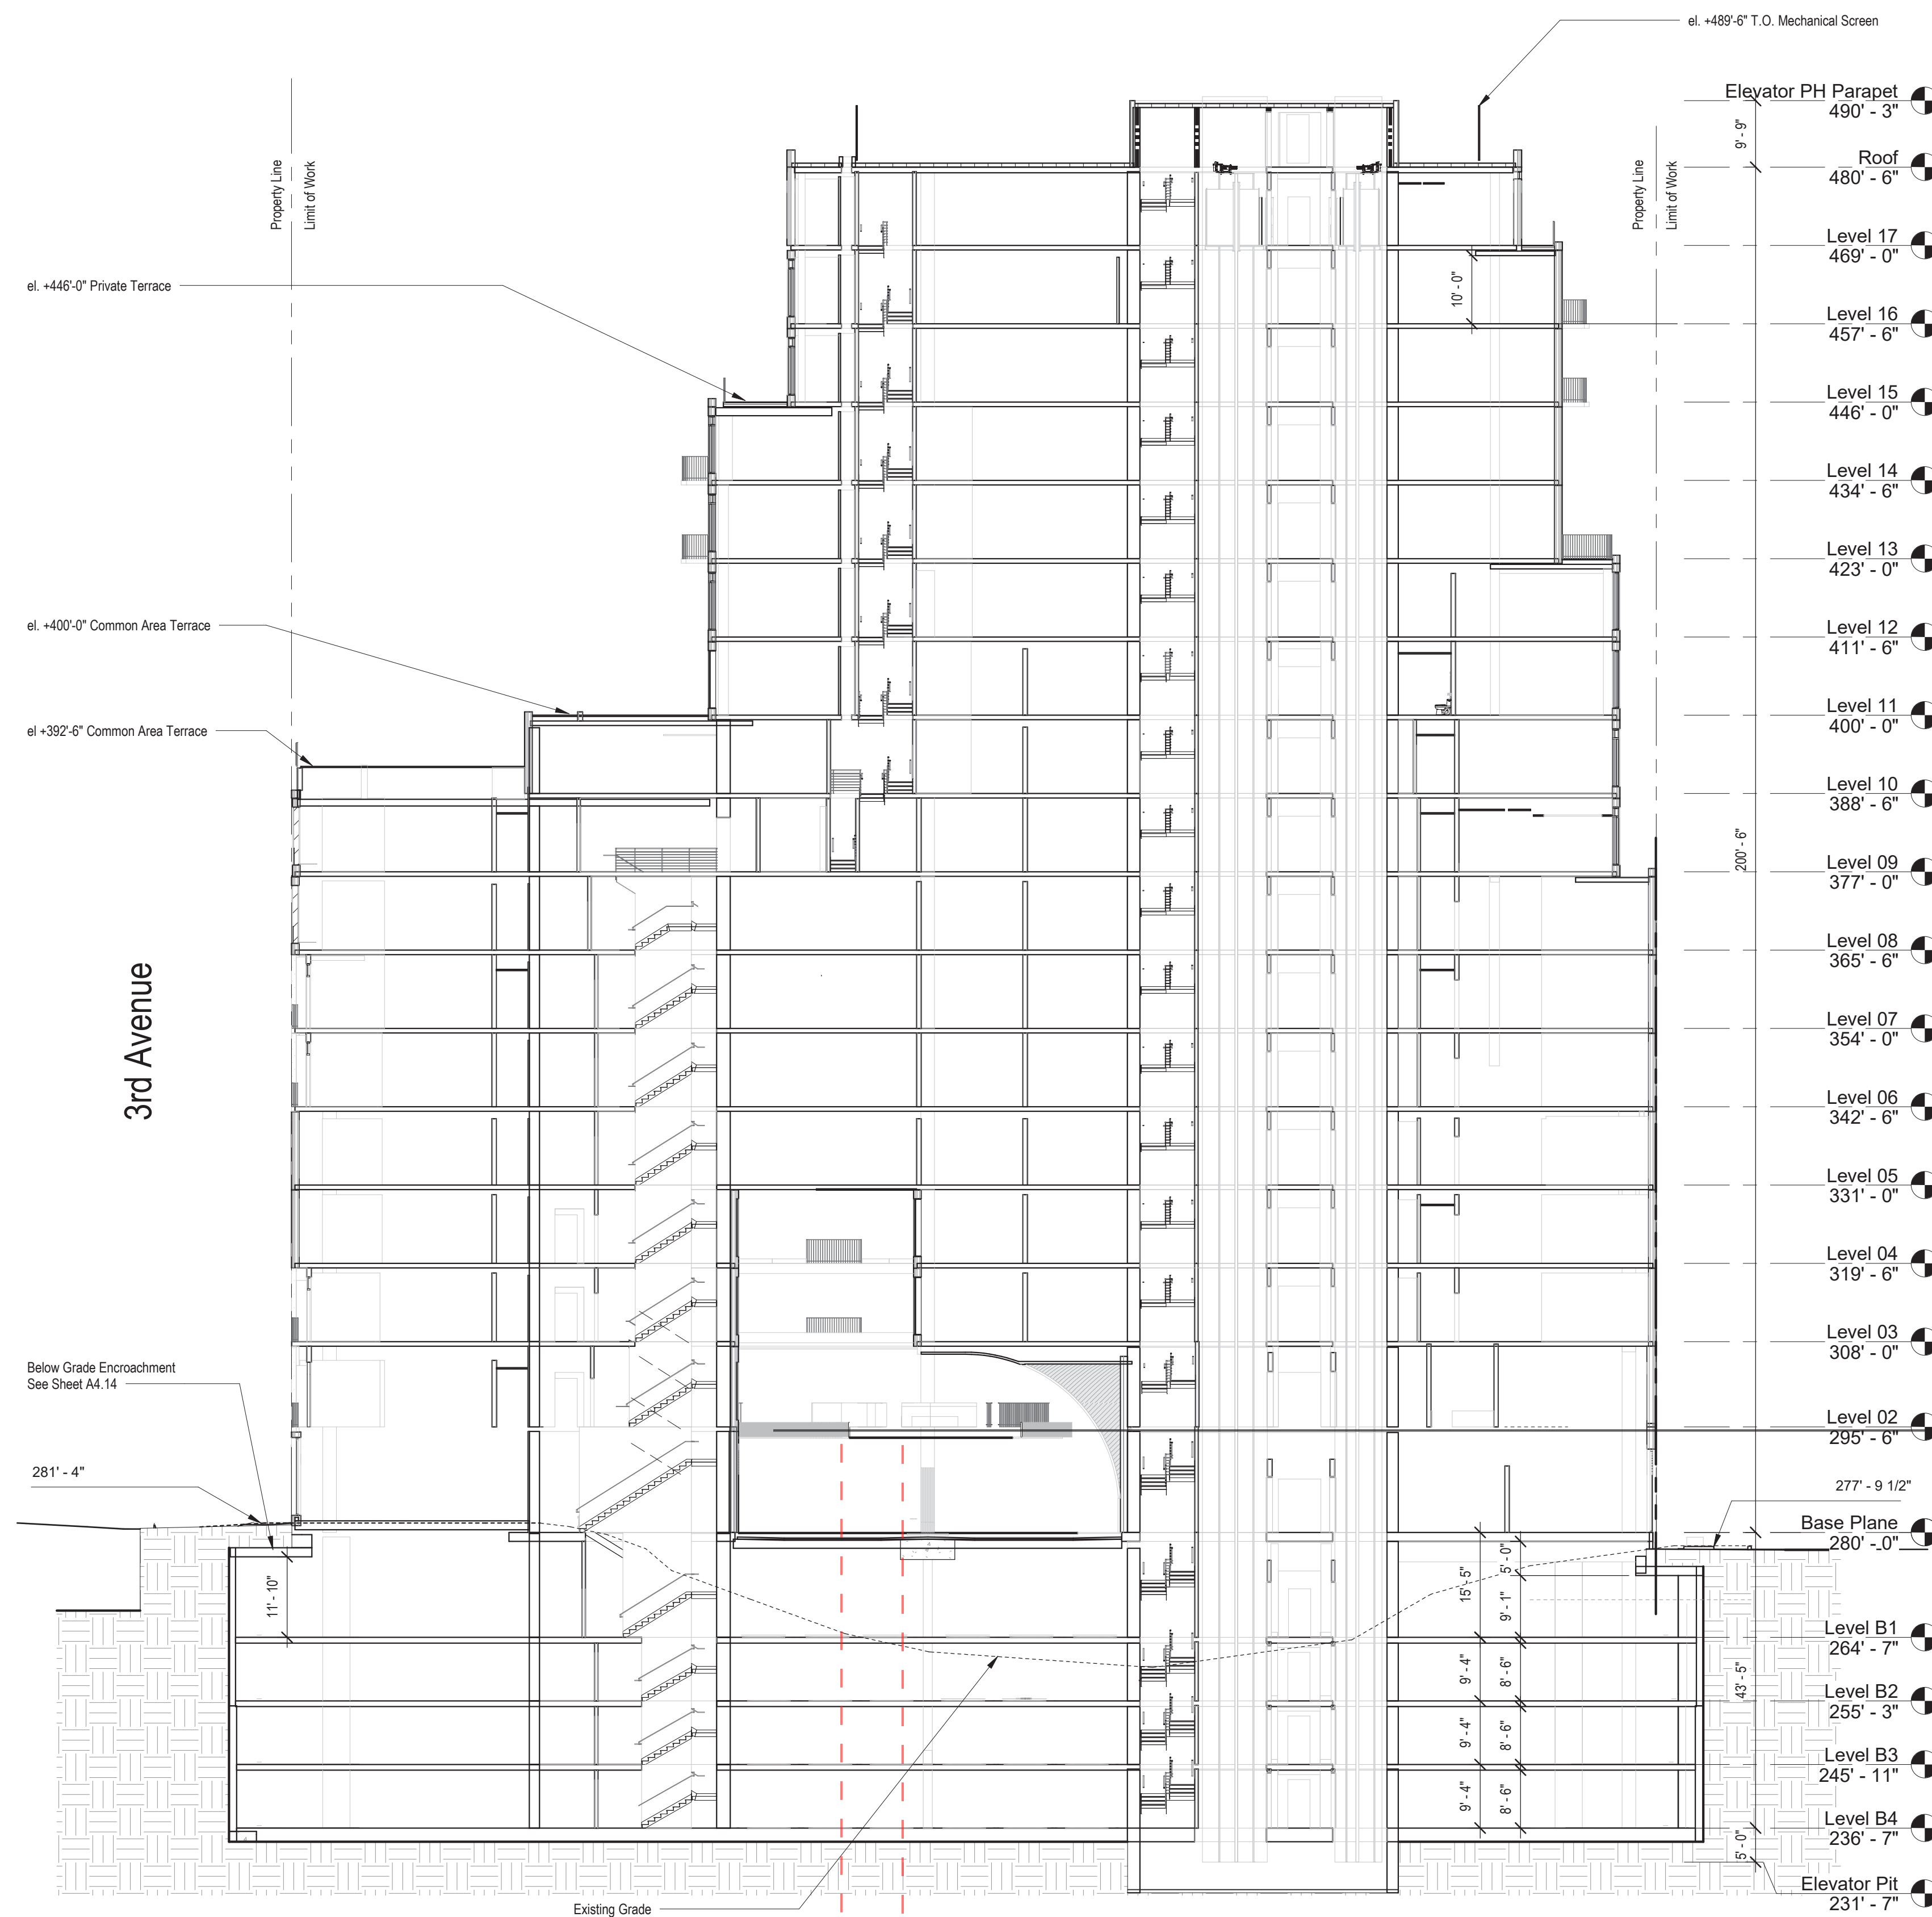 el. +489'-6" T.O. Mechanical Screen
Elevator PH Parapet
490' - 3"
9' - 9"
Roof
480' - 6"
Property Line
Limit of Work
Property Line
Limit of Work
Level 17
469' - 0"
10' - 0"
el. +446'-0" Private Terrace
Level 16
457' - 6"
Level 15
446' - 0"
Level 14
434' - 6"
Level 13
423' - 0"
el. +400'-0" Common Area Terrace
Level 12
411' - 6"
Level 11
400' - 0"
el +392'-6" Common Area Terrace
Level 10
388' - 6"
200' - 6"
Level 09
377' - 0"
Level 08
365' - 6"
3rd Avenue
Level 07
354' - 0"
Level 06
342' - 6"
Level 05
331' - 0"
Level 04
319' - 6"
Level 03
308' - 0"
Below Grade Encroachment
See Sheet A4.14
Level 02
295' - 6"
281' - 4"
277' - 9 1/2"
Base Plane
280' - 0"
11' - 10"
15' - 5"
5' - 0"
9' - 1"
Level B1
264' - 7"
9' - 4"
8' - 6"
43' - 5"
Level B2
255' - 3"
9' - 4"
8' - 6"
Level B3
245' - 11"
9' - 4"
8' - 6"
Level B4
236' - 7"
5' - 0"
Elevator Pit
231' - 7"
Existing Grade